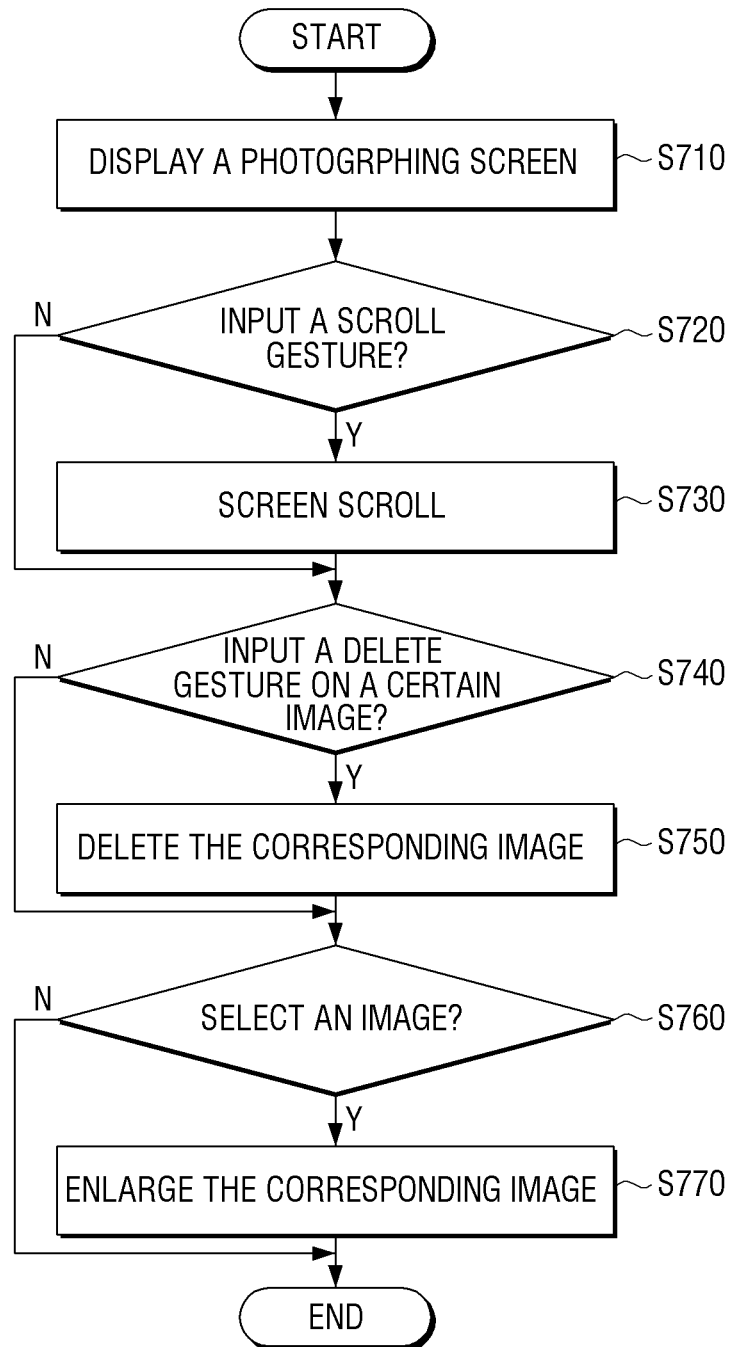 START
DISPLAY A PHOTOGRPHING SCREEN
S710
N
INPUT A SCROLL
GESTURE?
S720
Y
SCREEN SCROLL
S730
N
INPUT A DELETE
GESTURE ON A CERTAIN
IMAGE?
S740
Y
DELETE THE CORRESPONDING IMAGE
S750
N
SELECT AN IMAGE?
S760
Y
ENLARGE THE CORRESPONDING IMAGE
S770
END